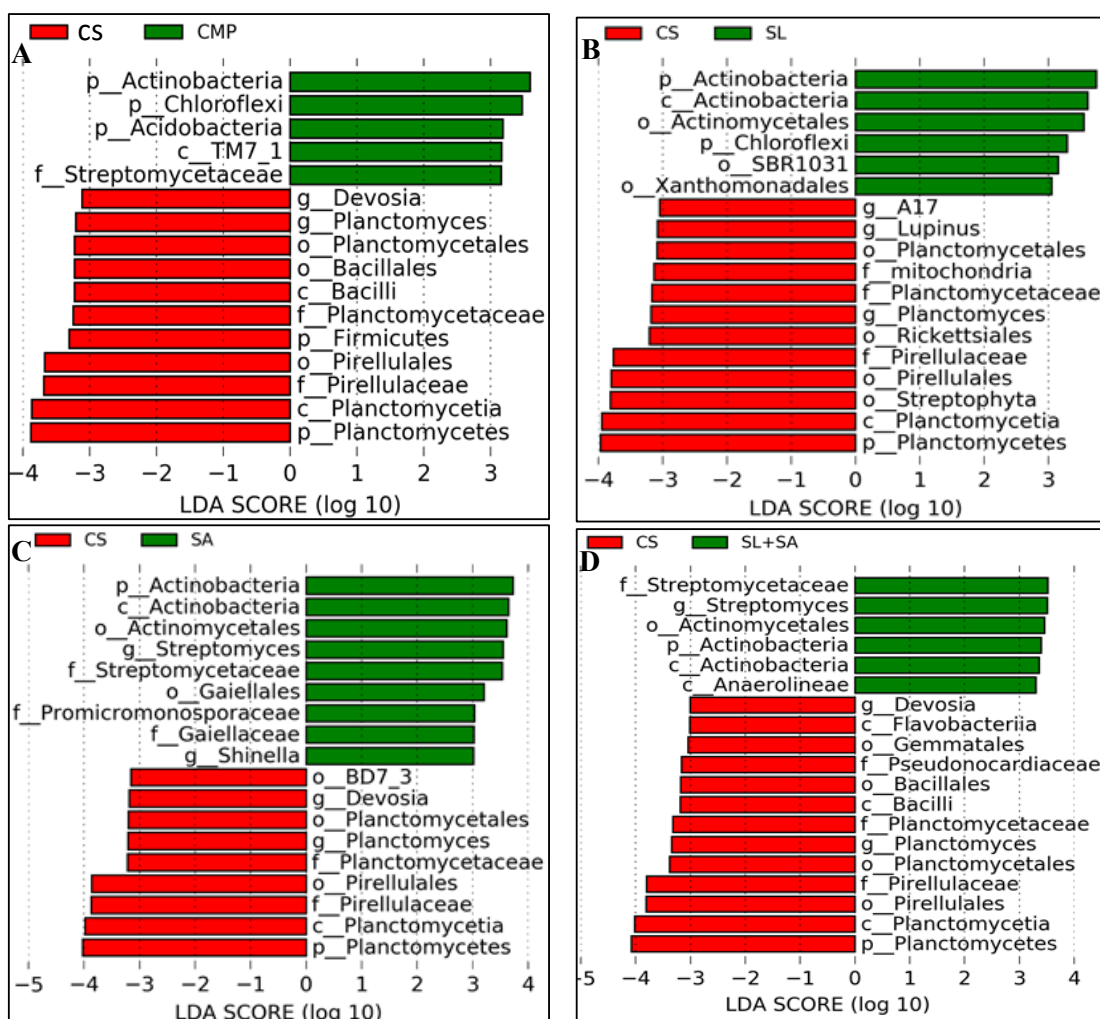 A
CS CMP
p__Actinobacteria
p__Chloroflexi
p__Acidobacteria
c__TM7_1
f__Streptomycetaceae
g__Devosia
g__Planctomyces
o__Planctomycetales
o__Bacillales
c__Bacilli
f__Planctomycetaceae
p__Firmicutes
o__Pirellulales
f__Pirellulaceae
c__Planctomycetia
p__Planctomycetes
−4 −3 −2 −1 0 1 2 3
LDA SCORE (log 10)
B
CS SL
p__Actinobacteria
c__Actinobacteria
o__Actinomycetales
p__Chloroflexi
o__SBR1031
o__Xanthomonadales
g__A17
g__Lupinus
o__Planctomycetales
f__mitochondria
f__Planctomycetaceae
g__Planctomyces
o__Rickettsiales
f__Pirellulaceae
o__Pirellulales
o__Streptophyta
c__Planctomycetia
p__Planctomycetes
−4 −3 −2 −1 0 1 2 3
LDA SCORE (log 10)
C
CS SA
p__Actinobacteria
c__Actinobacteria
o__Actinomycetales
g__Streptomyces
f__Streptomycetaceae
o__Gaiellales
f__Promicromonosporaceae
f__Gaiellaceae
g__Shinella
o__BD7_3
g__Devosia
o__Planctomycetales
g__Planctomyces
f__Planctomycetaceae
o__Pirellulales
f__Pirellulaceae
c__Planctomycetia
p__Planctomycetes
−5 −4 −3 −2 −1 0 1 2 3 4
LDA SCORE (log 10)
D
CS SL+SA
f__Streptomycetaceae
g__Streptomyces
o__Actinomycetales
p__Actinobacteria
c__Actinobacteria
c__Anaerolineae
g__Devosia
c__Flavobacteriia
o__Gemmatales
f__Pseudonocardiaceae
o__Bacillales
c__Bacilli
f__Planctomycetaceae
g__Planctomyces
o__Planctomycetales
f__Pirellulaceae
o__Pirellulales
c__Planctomycetia
p__Planctomycetes
−5 −4 −3 −2 −1 0 1 2 3 4
LDA SCORE (log 10)